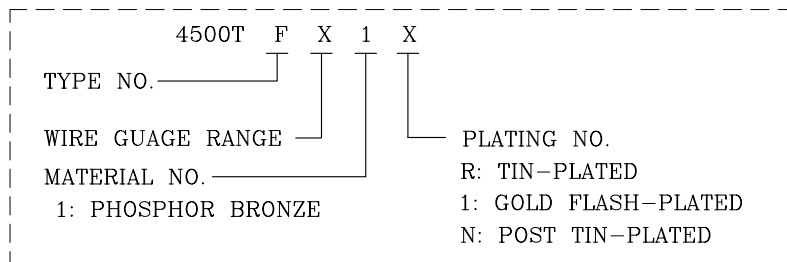 4500T F X 1 X
TYPE NO.
WIRE GUAGE RANGE
MATERIAL NO.
1: PHOSPHOR BRONZE
PLATING NO.
R: TIN-PLATED
1: GOLD FLASH-PLATED
N: POST TIN-PLATED